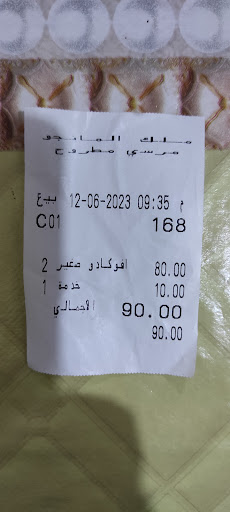 ملك المانجو
مرسي مطروح
بيع 12-06-2023 09:35 م
C01 168
2 افوكادو صغير 80.00
1 خدمة 10.00
الاجمالي 90.00
90.00